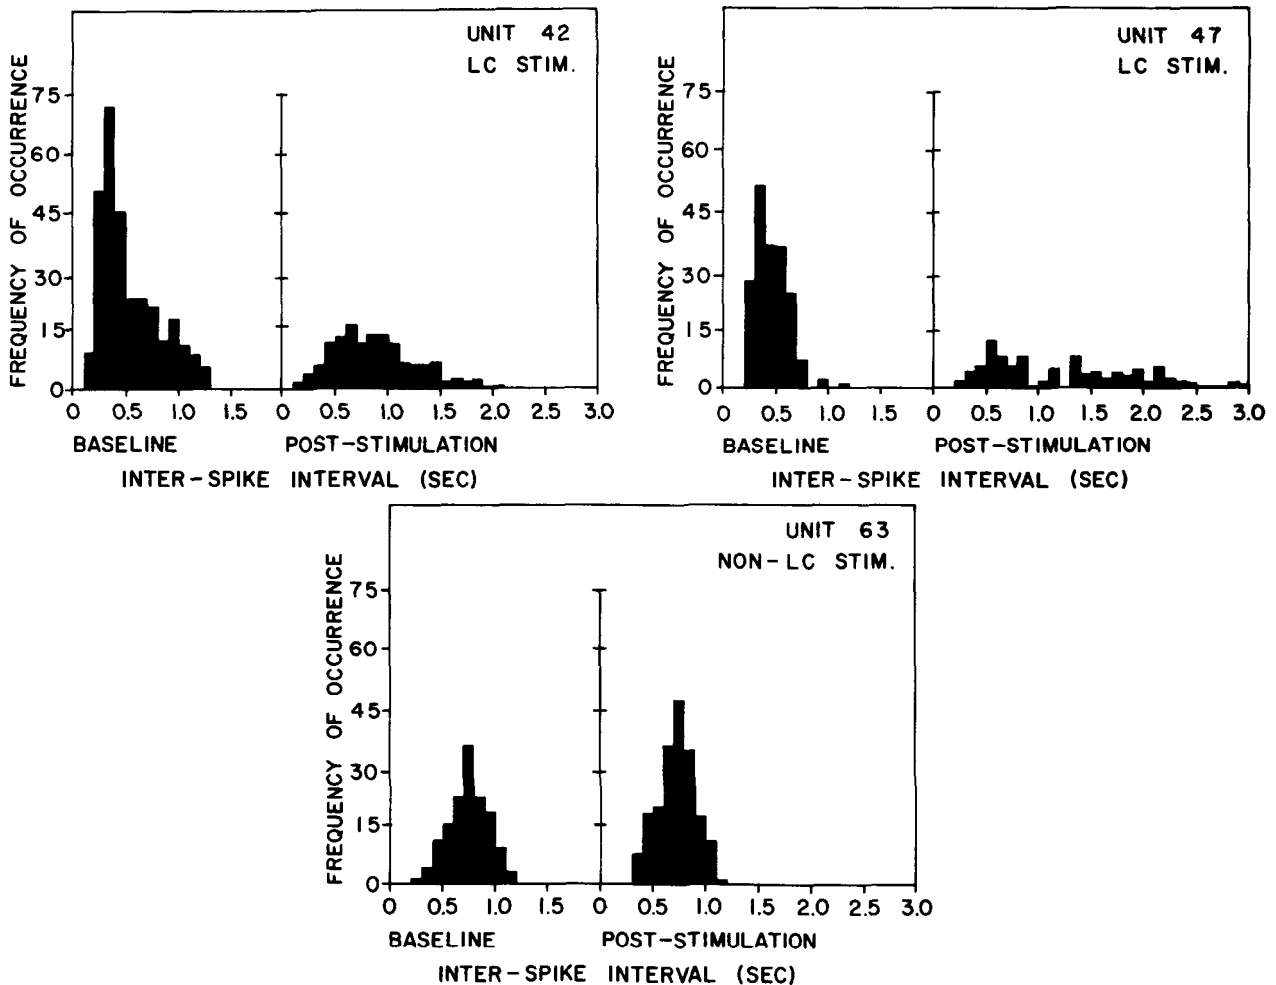 UNIT 42
LC STIM.
FREQUENCY OF OCCURRENCE
75
60
45
30
15
0
0 0.5 1.0 1.5 0 0.5 1.0 1.5 2.0 2.5 3.0
BASELINE POST-STIMULATION
INTER-SPIKE INTERVAL (SEC)
UNIT 47
LC STIM.
FREQUENCY OF OCCURRENCE
75
60
45
30
15
0
0 0.5 1.0 1.5 0 0.5 1.0 1.5 2.0 2.5 3.0
BASELINE POST-STIMULATION
INTER-SPIKE INTERVAL (SEC)
UNIT 63
NON-LC STIM.
FREQUENCY OF OCCURRENCE
75
60
45
30
15
0
0 0.5 1.0 1.5 0 0.5 1.0 1.5 2.0 2.5 3.0
BASELINE POST-STIMULATION
INTER-SPIKE INTERVAL (SEC)